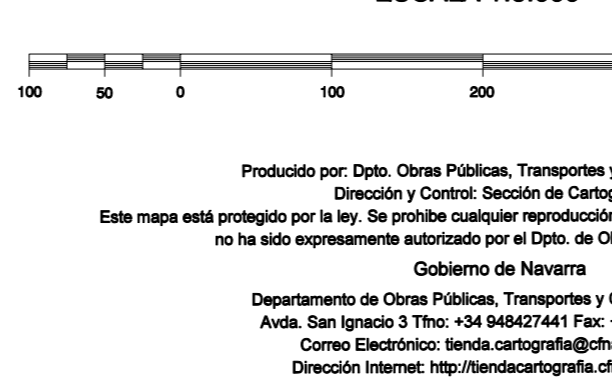 100 50 0 100 200
Producido por: Dpto. Obras Públicas, Transportes y
Dirección y Control: Sección de Cartog
Este mapa está protegido por la ley. Se prohibe cualquier reproducción
no ha sido expresamente autorizado por el Dpto. de O
Gobierno de Navarra
Departamento de Obras Públicas, Transportes y
Avda. San Ignacio 3 Tfno: +34 948427441 Fax:
Correo Electrónico: tienda.cartografia@cfn
Dirección Internet: http://tiendacartografia.cf